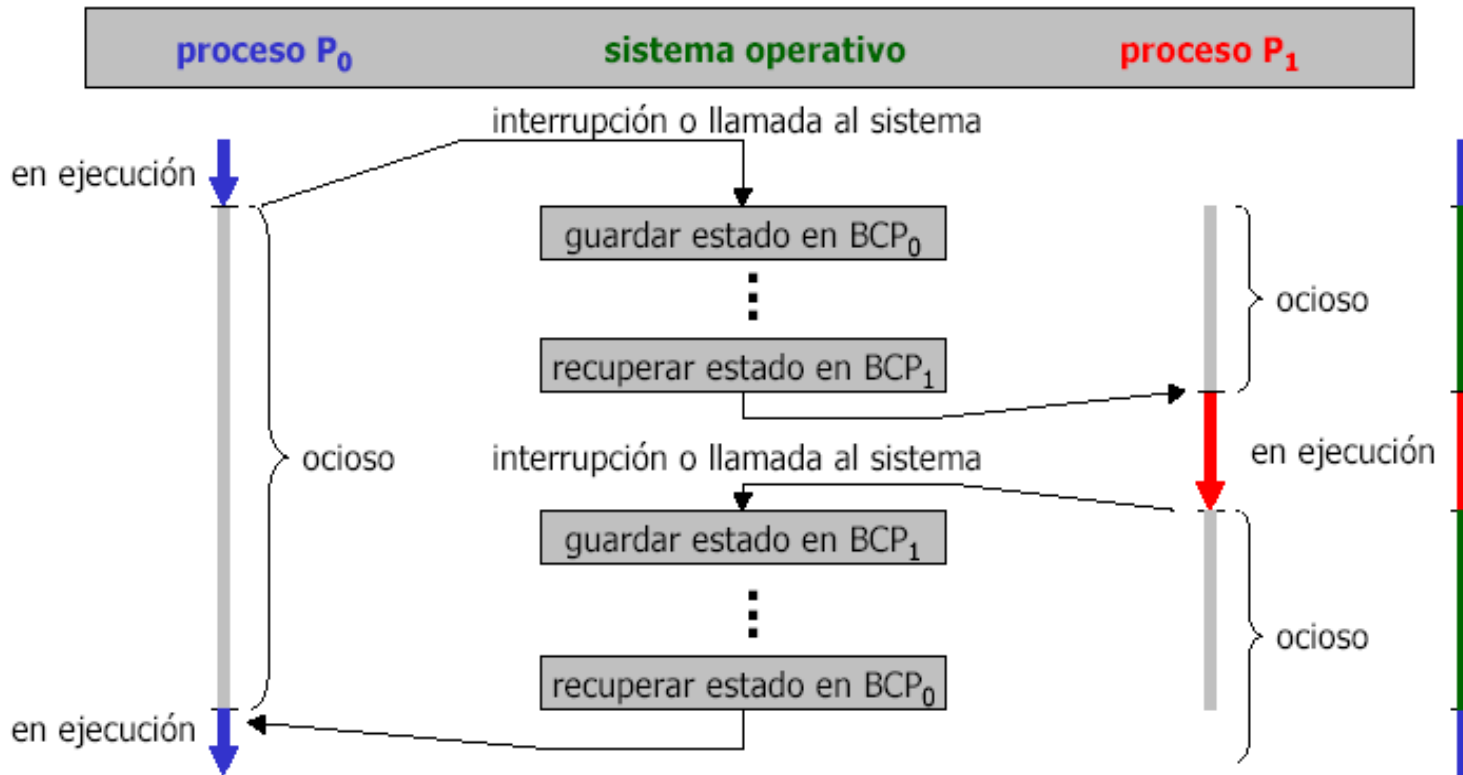 proceso P₀ sistema operativo proceso P₁
interrupción o llamada al sistema
en ejecución
guardar estado en BCP₀
ocioso
recuperar estado en BCP₁
en ejecución
ocioso
interrupción o llamada al sistema
guardar estado en BCP₁
ocioso
recuperar estado en BCP₀
en ejecución